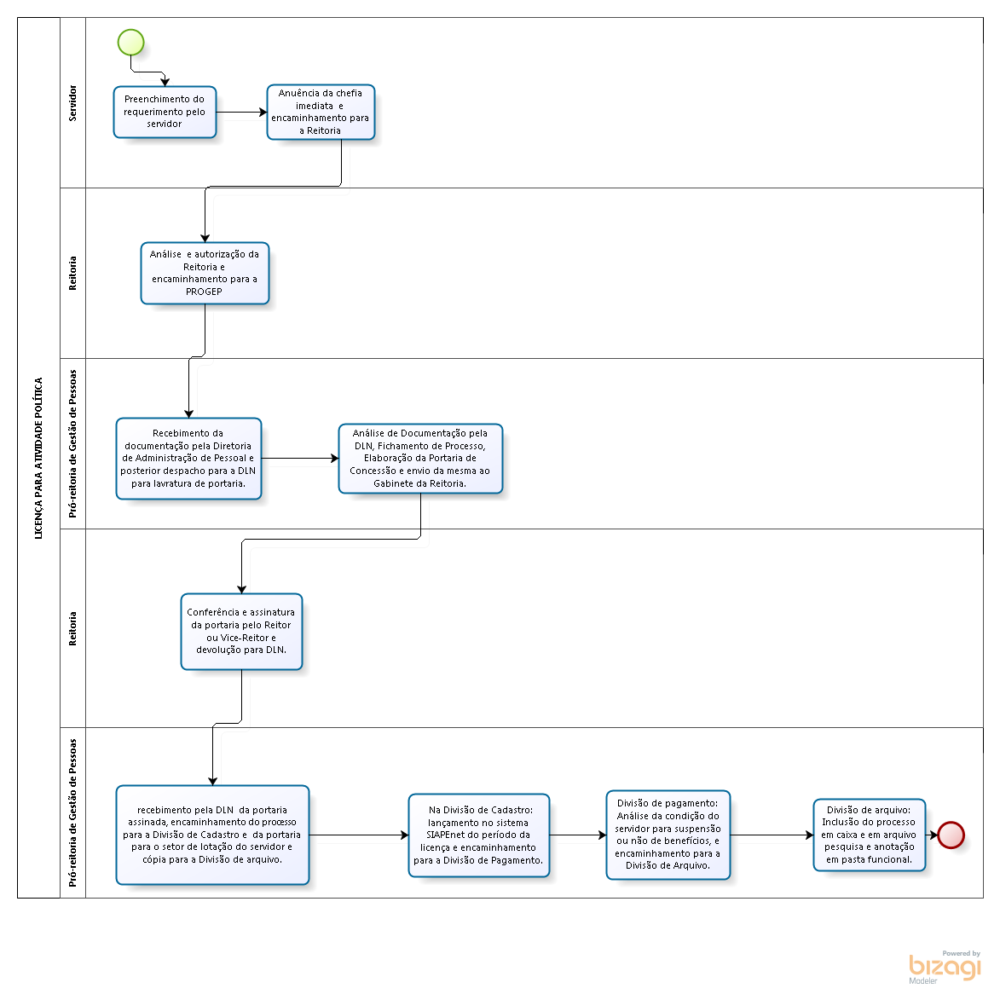 LICENÇA PARA ATIVIDADE POLÍTICA
Servidor
Preenchimento do
requerimento pelo
servidor
Anuência da chefia
imediata e
encaminhamento para
a Reitoria
Reitoria
Análise e autorização da
Reitoria e
encaminhamento para a
PROGEP
Pró-reitoria de Gestão de Pessoas
Recebimento da
documentação pela Diretoria
de Administração de Pessoal e
posterior despacho para a DLN
para lavratura de portaria.
Análise de Documentação pela
DLN, Fichamento de Processo,
Elaboração da Portaria de
Concessão e envio da mesma ao
Gabinete da Reitoria.
Reitoria
Conferência e assinatura
da portaria pelo Reitor
ou Vice-Reitor e
devolução para DLN.
Pró-reitoria de Gestão de Pessoas
recebimento pela DLN da portaria
assinada, encaminhamento do processo
para a Divisão de Cadastro e da portaria
para o setor de lotação do servidor e
cópia para a Divisão de arquivo.
Na Divisão de Cadastro:
lançamento no sistema
SIAPEnet do período da
licença e encaminhamento
para a Divisão de Pagamento.
Divisão de pagamento:
Análise da condição do
servidor para suspensão
ou não de benefícios, e
encaminhamento para a
Divisão de Arquivo.
Divisão de arquivo:
Inclusão do processo
em caixa e em arquivo
pesquisa e anotação
em pasta funcional.
Powered by
bizagi
Modeler